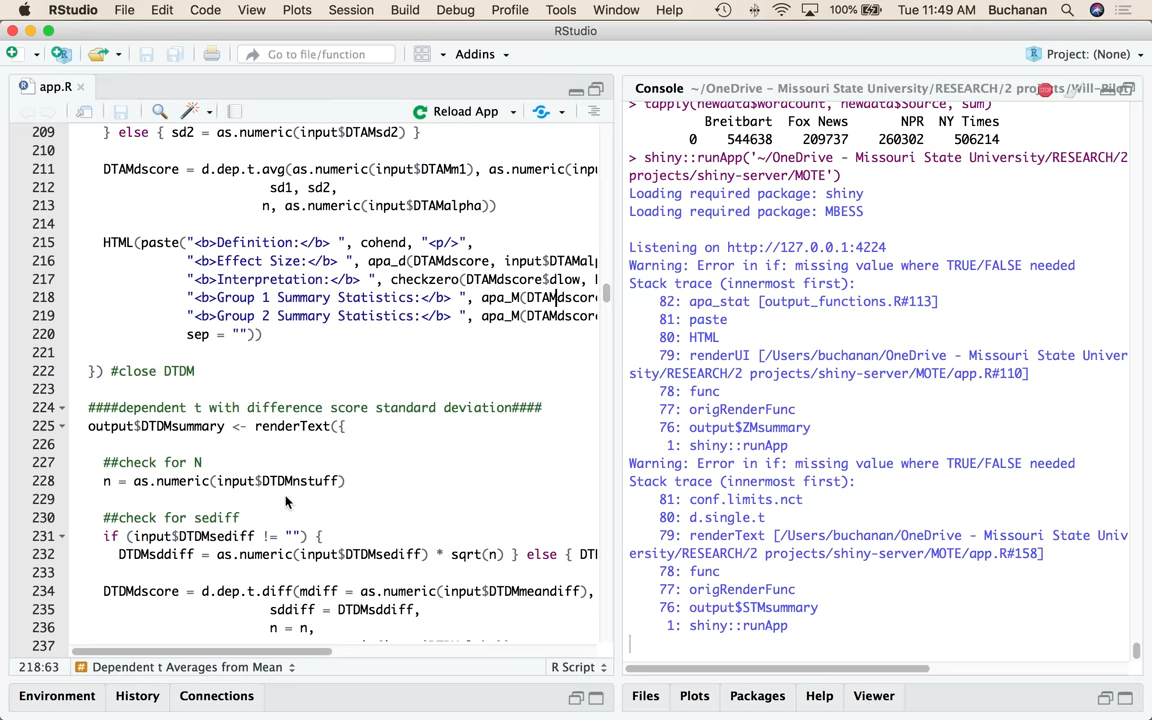 RStudio File Edit Code View Plots Session Build Debug Profile Tools Window Help 100% Tue 11:49 AM Buchanan
RStudio
Go to file/function Addins Project: (None)
app.R
Reload App
209 } else { sd2 = as.numeric(input$DTAMsd2) }
210
211 DTAMdscore = d.dep.t.avg(as.numeric(input$DTAMm1), as.numeric(inp
212 sd1, sd2,
213 n, as.numeric(input$DTAMalpha))
214
215 HTML(paste("<b>Definition:</b> ", cohend, "<p/>",
216 "<b>Effect Size:</b> ", apa_d(DTAMdscore, input$DTAMalp
217 "<b>Interpretation:</b> ", checkzero(DTAMdscore$dlow,
218 "<b>Group 1 Summary Statistics:</b> ", apa_M(DTAMdscore
219 "<b>Group 2 Summary Statistics:</b> ", apa_M(DTAMdscore
220 sep = ""))
221
222 }) #close DTDM
223
224 ####dependent t with difference score standard deviation####
225 output$DTDMsummary <- renderText({
226
227 ##check for N
228 n = as.numeric(input$DTDMnstuff)
229
230 ##check for sediff
231 if (input$DTDMsediff != "") {
232 DTDMsddiff = as.numeric(input$DTDMsediff) * sqrt(n) } else { DT
233
234 DTDMdscore = d.dep.t.diff(mdiff = as.numeric(input$DTDMmeandiff),
235 sddiff = DTDMsddiff,
236 n = n,
237
218:63 # Dependent t Averages from Mean R Script
Environment History Connections
Console ~/OneDrive - Missouri State University/RESEARCH/2 projects/Will-Pilot
> tapply(newdata$wordcount, newdata$Source, sum)
Breitbart Fox News NPR NY Times
0 544638 209737 260302 506214
> shiny::runApp('~/OneDrive - Missouri State University/RESEARCH/2
projects/shiny-server/MOTE')
Loading required package: shiny
Loading required package: MBESS
Listening on http://127.0.0.1:4224
Warning: Error in if: missing value where TRUE/FALSE needed
Stack trace (innermost first):
82: apa_stat [output_functions.R#113]
81: paste
80: HTML
79: renderUI [/Users/buchanan/OneDrive - Missouri State Univer
sity/RESEARCH/2 projects/shiny-server/MOTE/app.R#110]
78: func
77: origRenderFunc
76: output$ZMsummary
1: shiny::runApp
Warning: Error in if: missing value where TRUE/FALSE needed
Stack trace (innermost first):
81: conf.limits.nct
80: d.single.t
79: renderText [/Users/buchanan/OneDrive - Missouri State Univ
ersity/RESEARCH/2 projects/shiny-server/MOTE/app.R#158]
78: func
77: origRenderFunc
76: output$STMsummary
1: shiny::runApp
Files Plots Packages Help Viewer